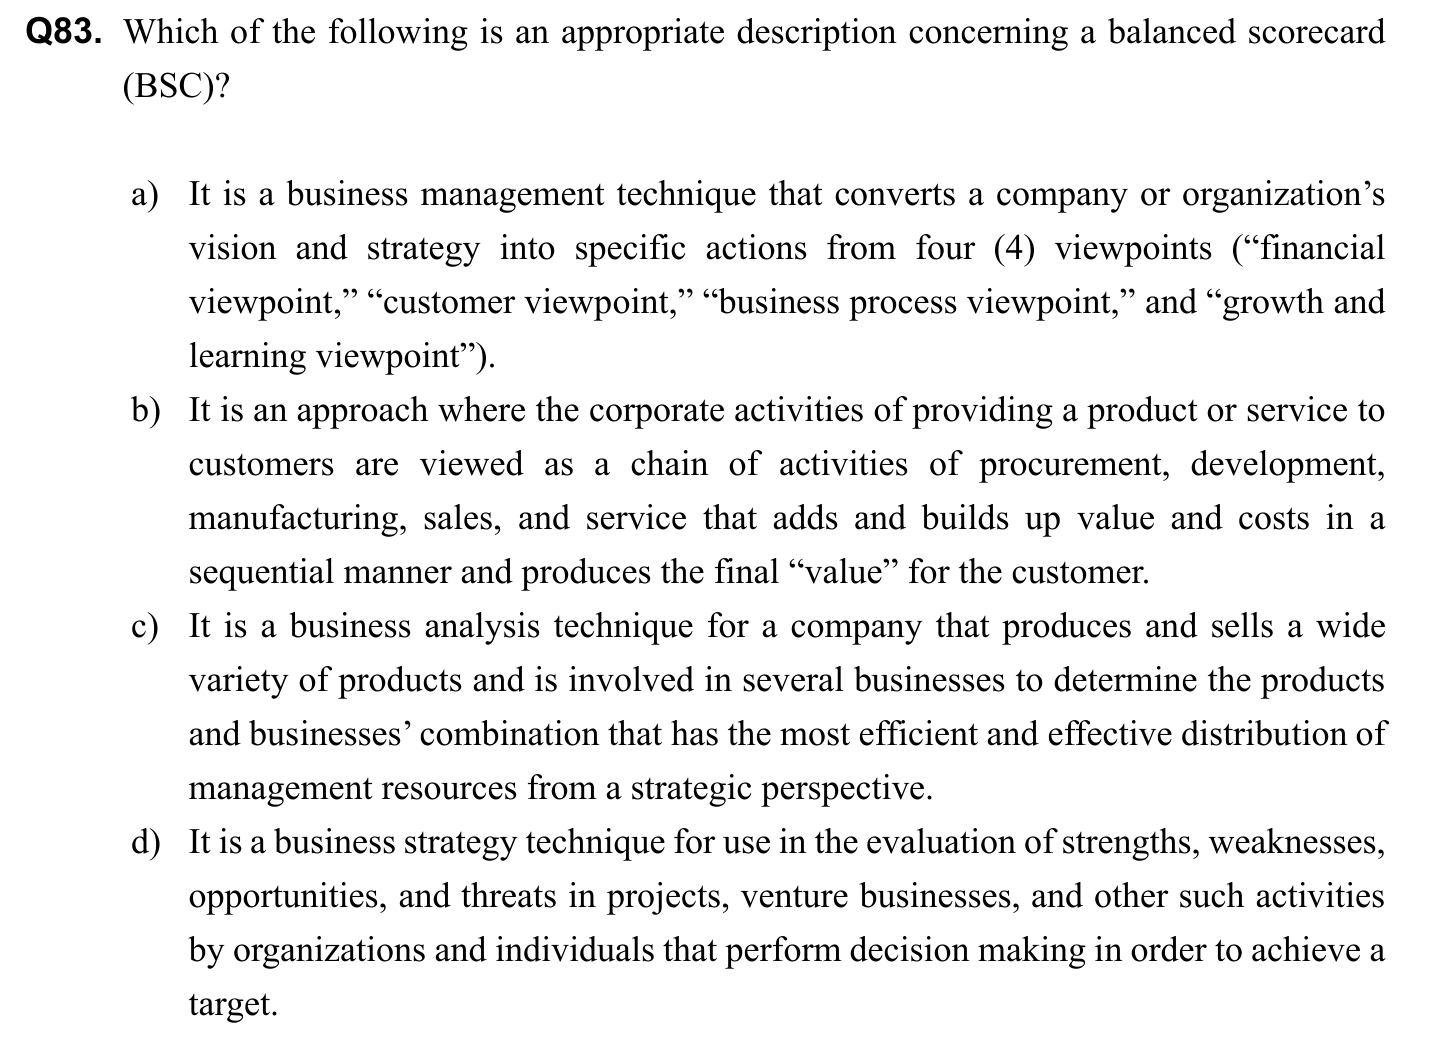 Q83. Which of the following is an appropriate description concerning a balanced scorecard
(BSC)?
a) It is a business management technique that converts a company or organization’s
vision and strategy into specific actions from four (4) viewpoints (“financial
viewpoint,” “customer viewpoint,” “business process viewpoint,” and “growth and
learning viewpoint”).
b) It is an approach where the corporate activities of providing a product or service to
customers are viewed as a chain of activities of procurement, development,
manufacturing, sales, and service that adds and builds up value and costs in a
sequential manner and produces the final “value” for the customer.
c) It is a business analysis technique for a company that produces and sells a wide
variety of products and is involved in several businesses to determine the products
and businesses’ combination that has the most efficient and effective distribution of
management resources from a strategic perspective.
d) It is a business strategy technique for use in the evaluation of strengths, weaknesses,
opportunities, and threats in projects, venture businesses, and other such activities
by organizations and individuals that perform decision making in order to achieve a
target.